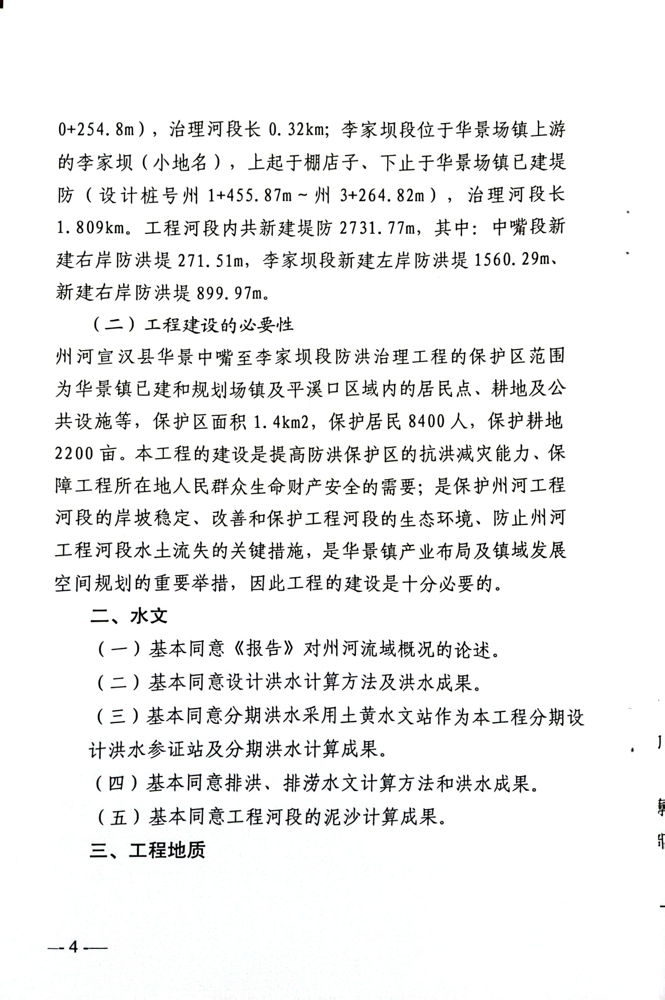 0+254.8m），治理河段长 0.32km；李家坝段位于华景场镇上游
的李家坝（小地名），上起于棚店子、下止于华景场镇已建堤
防（设计桩号州 1+455.87m～州 3+264.82m），治理河段长
1.809km。工程河段内共新建堤防 2731.77m，其中：中嘴段新
建右岸防洪堤 271.51m，李家坝段新建左岸防洪堤 1560.29m、
新建右岸防洪堤 899.97m。
（二）工程建设的必要性
州河宣汉县华景中嘴至李家坝段防洪治理工程的保护区范围
为华景镇已建和规划场镇及平溪口区域内的居民点、耕地及公
共设施等，保护区面积 1.4km2，保护居民 8400 人，保护耕地
2200 亩。本工程的建设是提高防洪保护区的抗洪减灾能力、保
障工程所在地人民群众生命财产安全的需要；是保护州河工程
河段的岸坡稳定、改善和保护工程河段的生态环境、防止州河
工程河段水土流失的关键措施，是华景镇产业布局及镇域发展
空间规划的重要举措，因此工程的建设是十分必要的。
二、水文
（一）基本同意《报告》对州河流域概况的论述。
（二）基本同意设计洪水计算方法及洪水成果。
（三）基本同意分期洪水采用土黄水文站作为本工程分期设
计洪水参证站及分期洪水计算成果。
（四）基本同意排洪、排涝水文计算方法和洪水成果。
（五）基本同意工程河段的泥沙计算成果。
三、工程地质
— 4 —